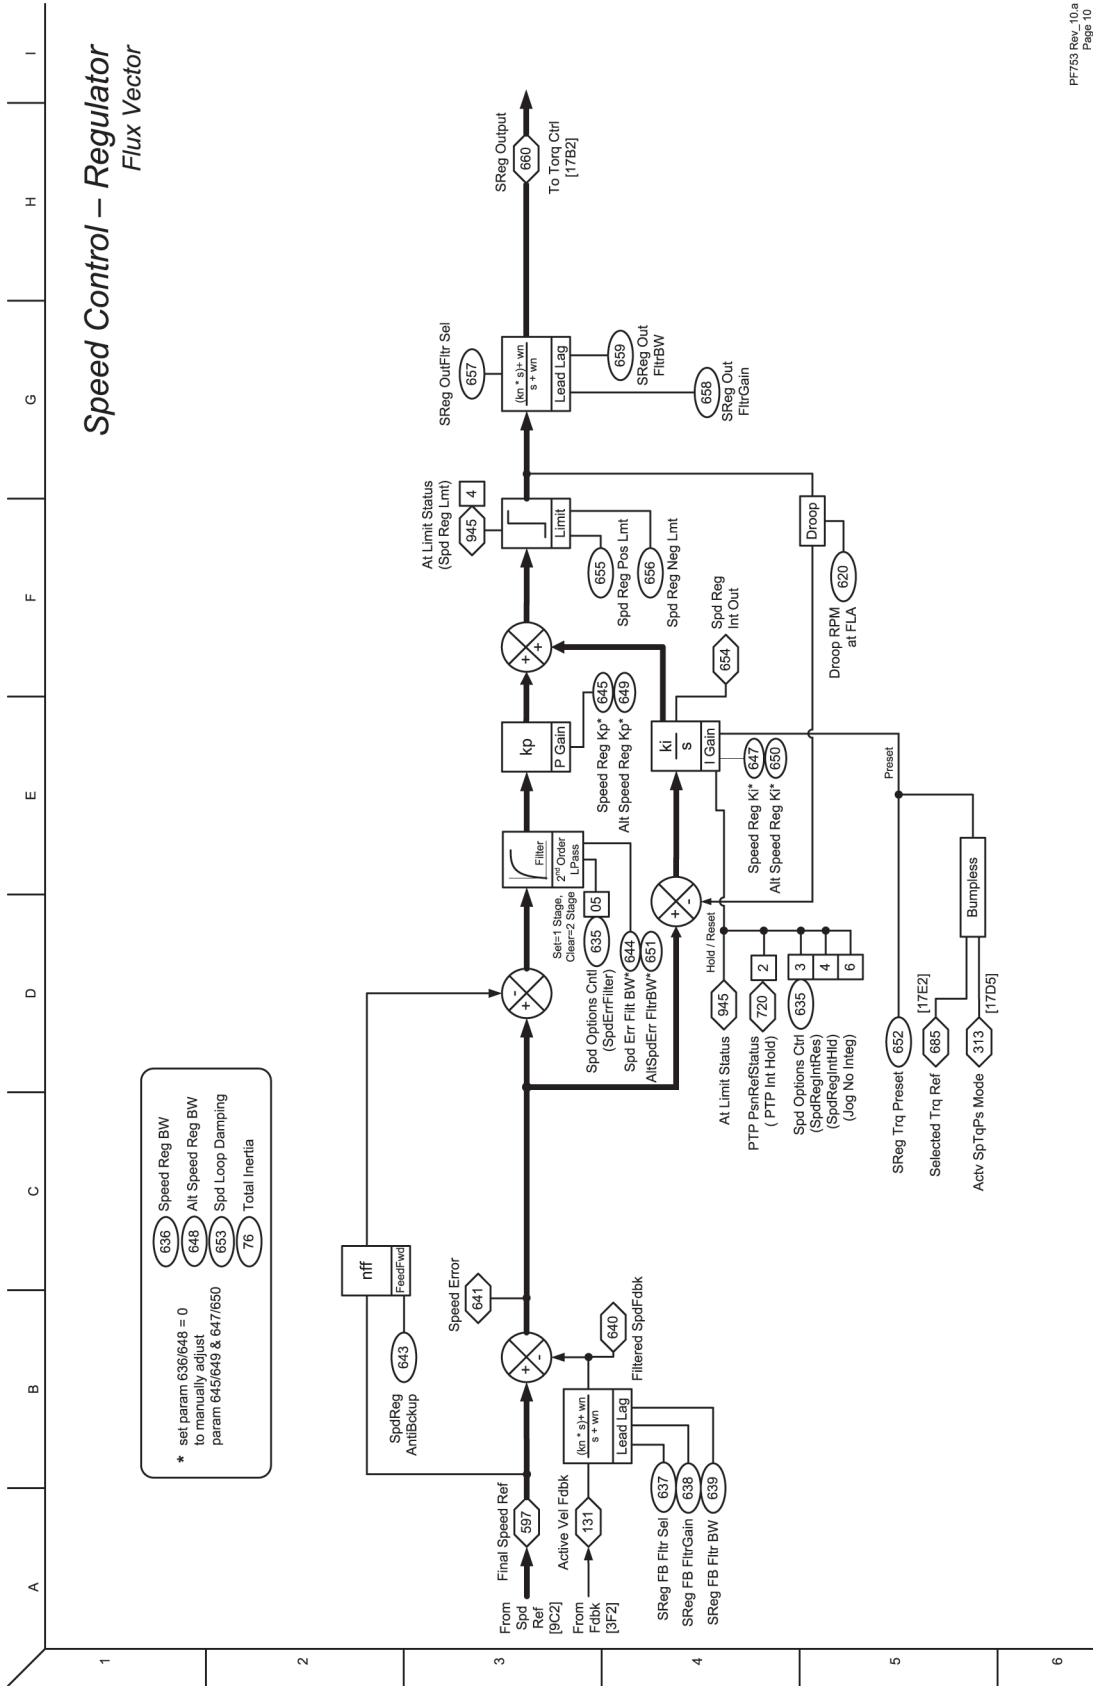 Speed Control – Regulator
Flux Vector
A
B
C
D
E
F
G
H
I
1
2
3
4
5
6
* set param 636/648 = 0
to manually adjust
param 645/649 & 647/650
636 Speed Reg BW
648 Alt Speed Reg BW
653 Spd Loop Damping
76 Total Inertia
nff
FeedFwd
643
SpdReg
AntiBckup
From
Spd
Ref
[9C2]
Final Speed Ref
597
+
-
Speed Error
641
From
Fdbk
[3F2]
Active Vel Fdbk
131
(kn * s)+ wn
s + wn
Lead Lag
640
Filtered SpdFdbk
SReg FB Fltr Sel
637
SReg FB FltrGain
638
SReg FB Fltr BW
639
+
-
Filter
2nd Order
LPass
Set=1 Stage,
Clear=2 Stage
635
05
Spd Options Cntl
(SpdErrFilter)
Spd Err Filt BW*
644
AltSpdErr FltrBW*
651
kp
P Gain
Speed Reg Kp*
645
Alt Speed Reg Kp*
649
+
+
At Limit Status
(Spd Reg Lmt)
945
4
Limit
655
Spd Reg Pos Lmt
656
Spd Reg Neg Lmt
SReg OutFltr Sel
657
(kn * s)+ wn
s + wn
Lead Lag
659
SReg Out
FltrBW
658
SReg Out
FltrGain
SReg Output
660
To Torq Ctrl
[17B2]
+
-
ki
s
I Gain
654
Spd Reg
Int Out
Speed Reg Ki*
647
Alt Speed Reg Ki*
650
Droop
620
Droop RPM
at FLA
Hold / Reset
At Limit Status
945
PTP PsnRefStatus
( PTP Int Hold)
720
2
Spd Options Ctrl
(SpdRegIntRes)
(SpdRegIntHld)
(Jog No Integ)
635
3
4
6
Preset
SReg Trq Preset
652
Selected Trq Ref
685
[17E2]
Actv SpTqPs Mode
313
[17D5]
Bumpless
PF753 Rev_10.a
Page 10